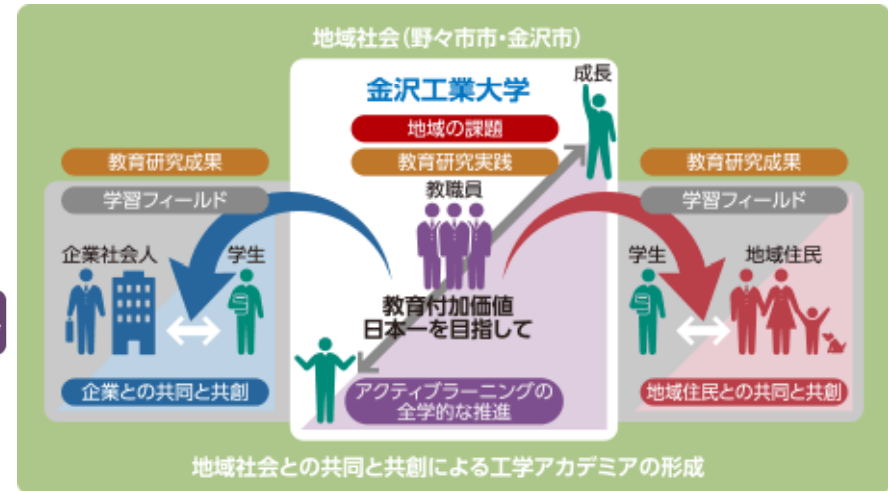 地域社会(野々市市・金沢市)
金沢工業大学
成長
地域の課題
教育研究実践
教職員
教育付加価値
日本一を目指して
アクティブラーニングの
全学的な推進
教育研究成果
学習フィールド
企業社会人
学生
企業との共同と共創
教育研究成果
学習フィールド
学生
地域住民
地域住民との共同と共創
地域社会との共同と共創による工学アカデミアの形成